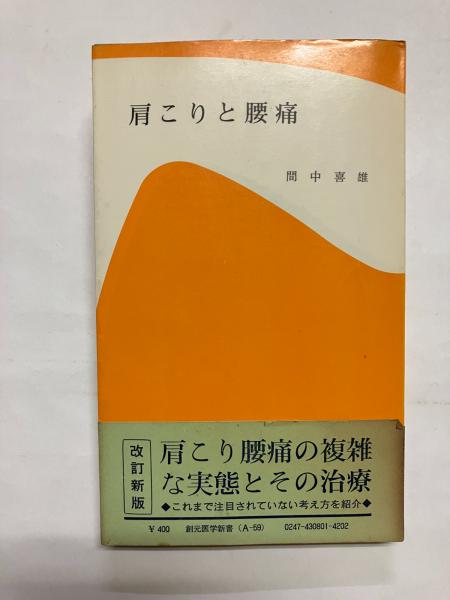 肩こりと腰痛
間中喜雄
改訂新版
肩こり腰痛の複雑
な実態とその治療
◆これまで注目されていない考え方を紹介◆
¥400 創元医学新書 (A-59) 0247-430801-4202